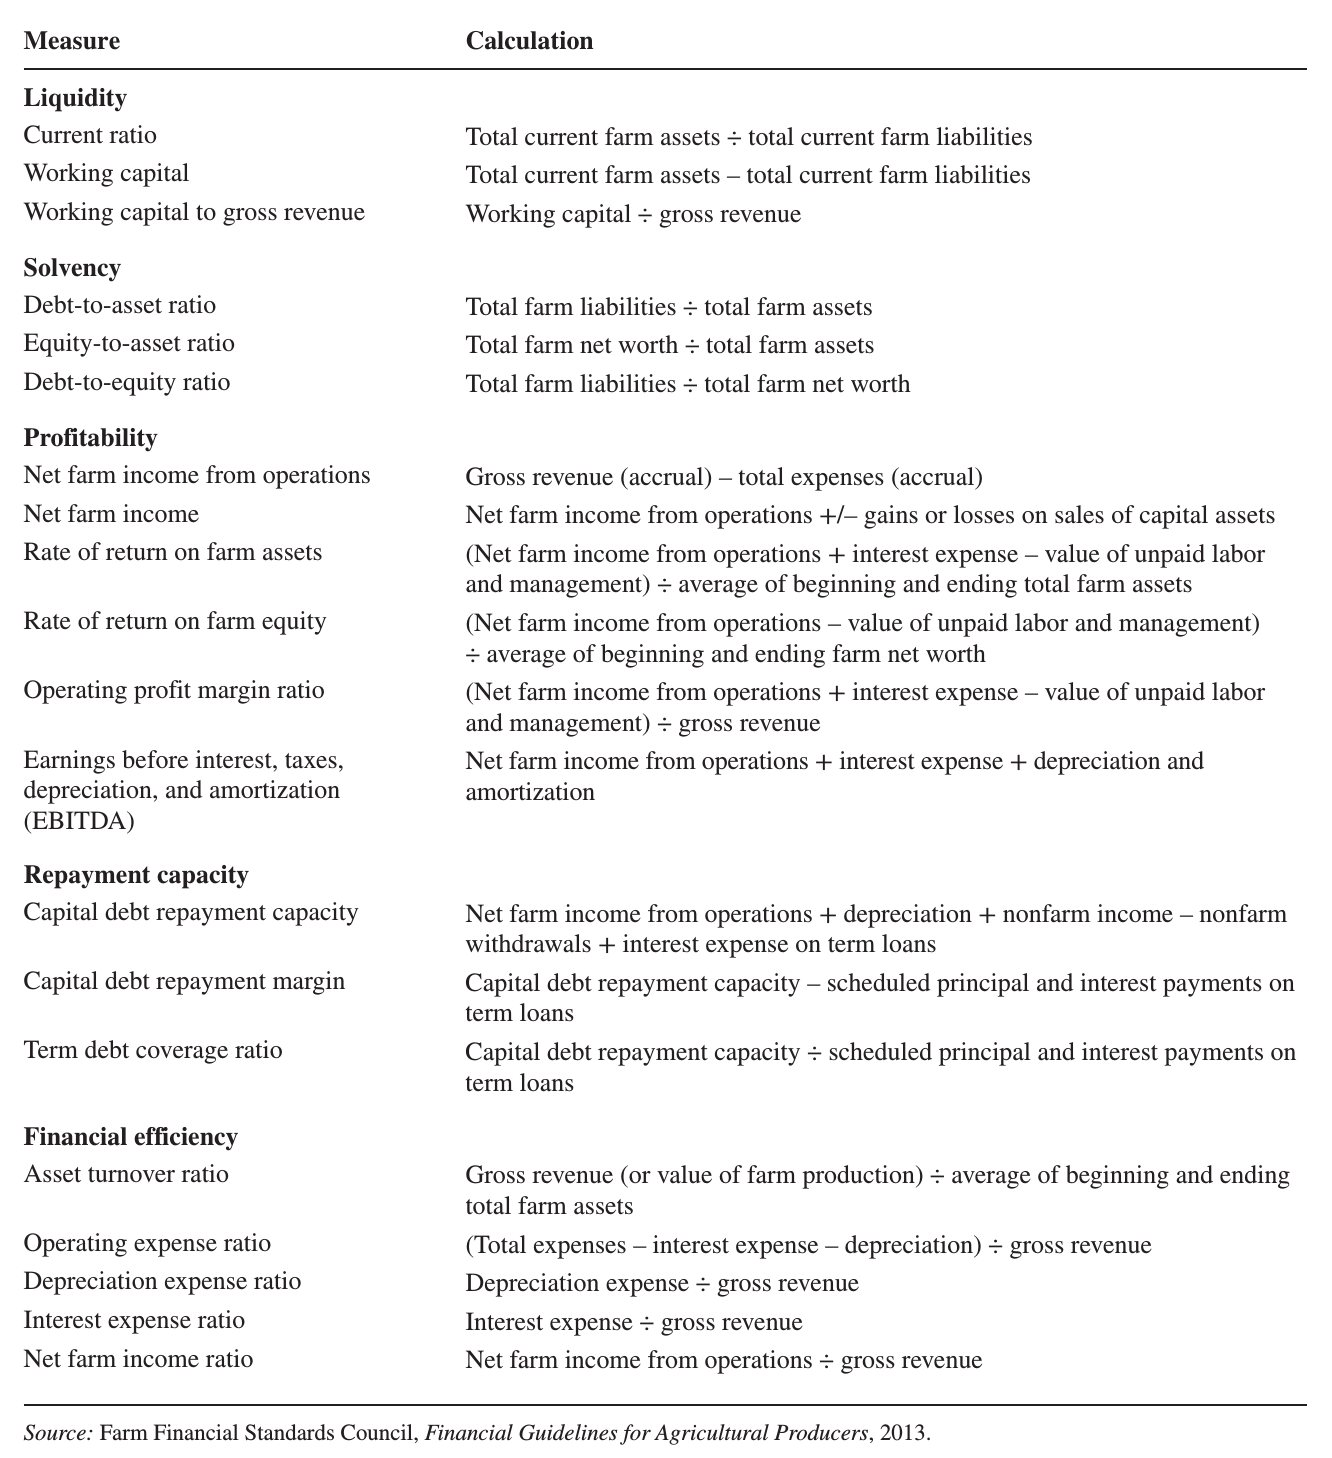 Measure Calculation
Liquidity
Current ratio Total current farm assets ÷ total current farm liabilities
Working capital Total current farm assets – total current farm liabilities
Working capital to gross revenue Working capital ÷ gross revenue
Solvency
Debt-to-asset ratio Total farm liabilities ÷ total farm assets
Equity-to-asset ratio Total farm net worth ÷ total farm assets
Debt-to-equity ratio Total farm liabilities ÷ total farm net worth
Profitability
Net farm income from operations Gross revenue (accrual) – total expenses (accrual)
Net farm income Net farm income from operations +/– gains or losses on sales of capital assets
Rate of return on farm assets (Net farm income from operations + interest expense – value of unpaid labor
and management) ÷ average of beginning and ending total farm assets
Rate of return on farm equity (Net farm income from operations – value of unpaid labor and management)
÷ average of beginning and ending farm net worth
Operating profit margin ratio (Net farm income from operations + interest expense – value of unpaid labor
and management) ÷ gross revenue
Earnings before interest, taxes, Net farm income from operations + interest expense + depreciation and
depreciation, and amortization amortization
(EBITDA)
Repayment capacity
Capital debt repayment capacity Net farm income from operations + depreciation + nonfarm income – nonfarm
withdrawals + interest expense on term loans
Capital debt repayment margin Capital debt repayment capacity – scheduled principal and interest payments on
term loans
Term debt coverage ratio Capital debt repayment capacity ÷ scheduled principal and interest payments on
term loans
Financial efficiency
Asset turnover ratio Gross revenue (or value of farm production) ÷ average of beginning and ending
total farm assets
Operating expense ratio (Total expenses – interest expense – depreciation) ÷ gross revenue
Depreciation expense ratio Depreciation expense ÷ gross revenue
Interest expense ratio Interest expense ÷ gross revenue
Net farm income ratio Net farm income from operations ÷ gross revenue
Source: Farm Financial Standards Council, Financial Guidelines for Agricultural Producers, 2013.